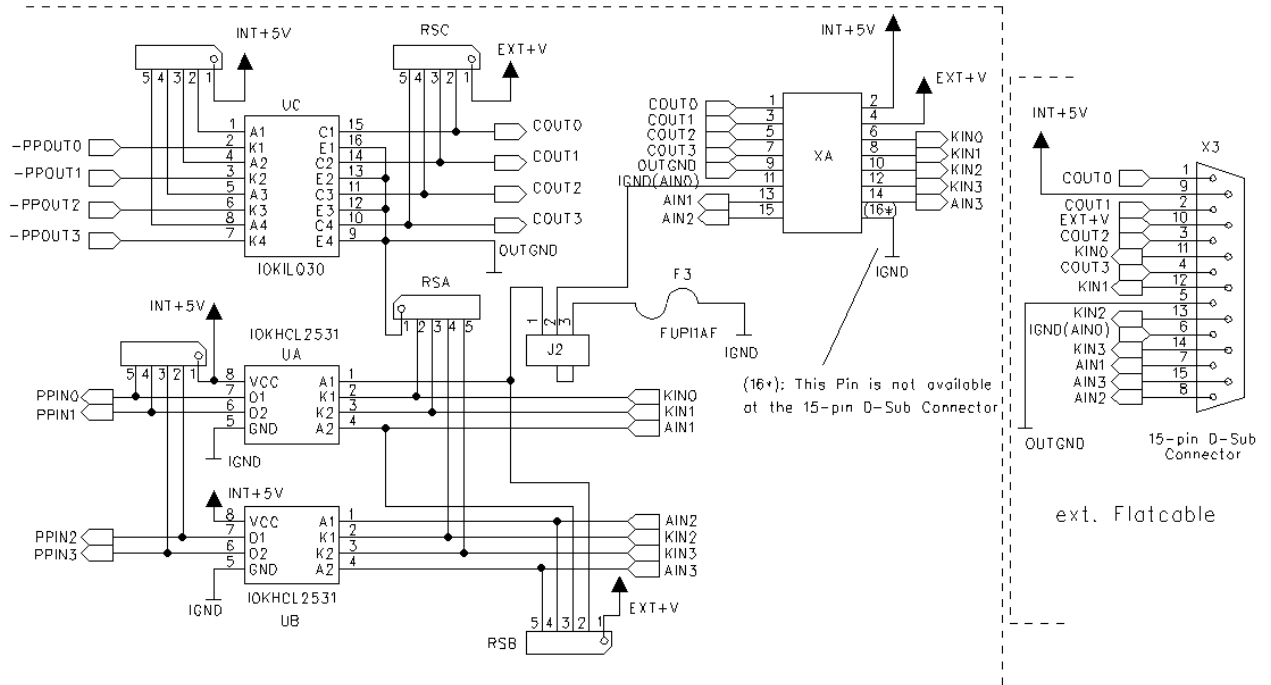 INT+5V
RSC
EXT+V
5 4 3 2 1
5 4 3 2 1
UC
-PPOUT0
-PPOUT1
-PPOUT2
-PPOUT3
1 A1 C1 15
2 K1 E1 16
4 A2 C2 14
3 K2 E2 13
5 A3 C3 11
6 K3 E3 12
8 A4 C4 10
7 K4 E4 9
IOKIL030
COUT0
COUT1
COUT2
COUT3
OUTGND
INT+5V
EXT+V
COUT0 1
COUT1 3
COUT2 5
COUT3 7
OUTGND 9
IGND(AIN0) 11
AIN1 13
AIN2 15
XA
2
4
6 KIN0
8 KIN1
10 KIN2
12 KIN3
14 AIN3
(16*)
IGND
RSA
1 2 3 4 5
F3
FUPI1AF
IGND
1 2 3
J2
(16*): This Pin is not available
at the 15-pin D-Sub Connector
INT+5V
5 4 3 2 1
IOKHCL2531
UA
PPIN0
PPIN1
8 VCC A1 1
7 O1 K1 2
6 O2 K2 3
5 GND A2 4
IGND
KIN0
KIN1
AIN1
INT+5V
PPIN2
PPIN3
8 VCC A1 1
7 O1 K1 2
6 O2 K2 3
5 GND A2 4
IGND
IOKHCL2531
UB
AIN2
KIN2
KIN3
AIN3
EXT+V
5 4 3 2 1
RSB
INT+5V
X3
COUT0 1
9
COUT1 2
EXT+V 10
COUT2 3
KIN0 11
COUT3 4
KIN1 12
5
KIN2 13
IGND(AIN0) 6
KIN3 14
AIN1 7
AIN3 15
AIN2 8
OUTGND
15-pin D-Sub
Connector
ext. Flatcable